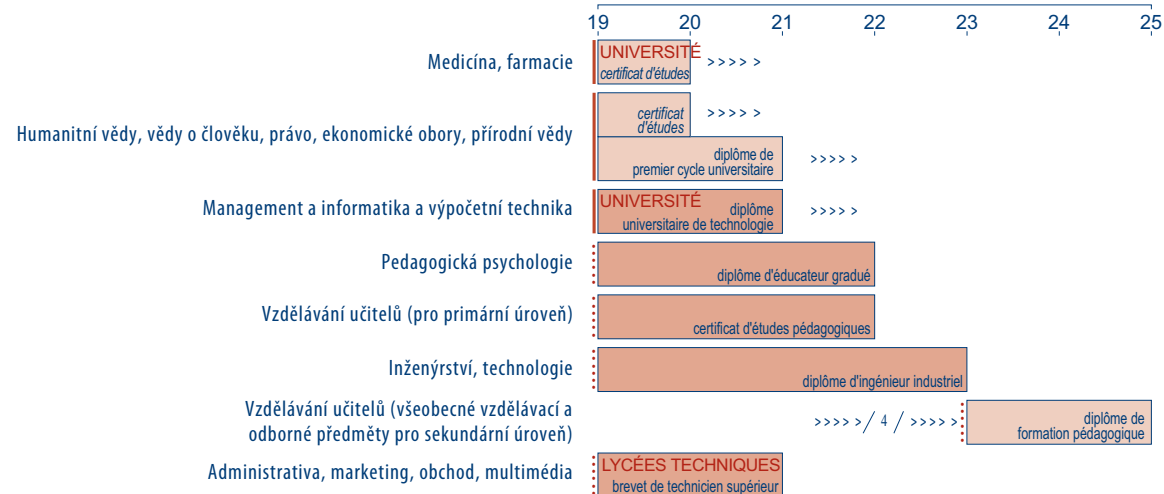 19 20 21 22 23 24 25
Medicína, farmacie
UNIVERSITÉ
certificat d'études
>>>>> 
Humanitní vědy, vědy o člověku, právo, ekonomické obory, přírodní vědy
certificat
d'études
>>>>>
diplôme de
premier cycle universitaire
>>>>>
Management a informatika a výpočetní technika
UNIVERSITÉ
diplôme
universitaire de technologie
>>>>>
Pedagogická psychologie
diplôme d'éducateur gradué
Vzdělávání učitelů (pro primární úroveň)
certificat d'études pédagogiques
Inženýrství, technologie
diplôme d'ingénieur industriel
Vzdělávání učitelů (všeobecné vzdělávací a
odborné předměty pro sekundární úroveň)
>>>>>/ 4 / >>>>>
diplôme de
formation pédagogique
Administrativa, marketing, obchod, multimédia
LYCÉES TECHNIQUES
brevet de technicien supérieur